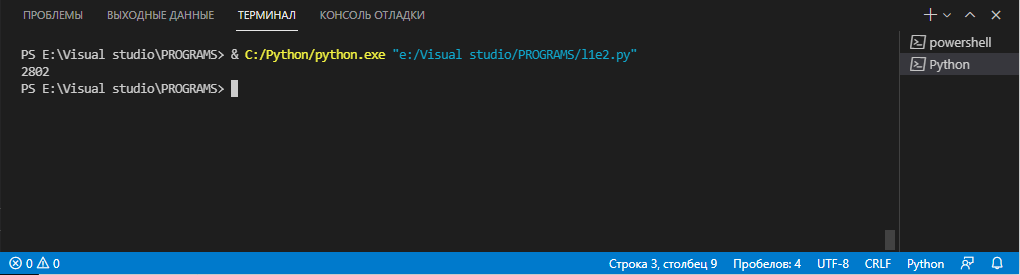 ПРОБЛЕМЫ ВЫХОДНЫЕ ДАННЫЕ ТЕРМИНАЛ КОНСОЛЬ ОТЛАДКИ
PS E:\Visual studio\PROGRAMS> & C:/Python/python.exe "e:/Visual studio/PROGRAMS/l1e2.py"
2802
PS E:\Visual studio\PROGRAMS>
powershell
Python
0 0 Строка 3, столбец 9 Пробелов: 4 UTF-8 CRLF Python